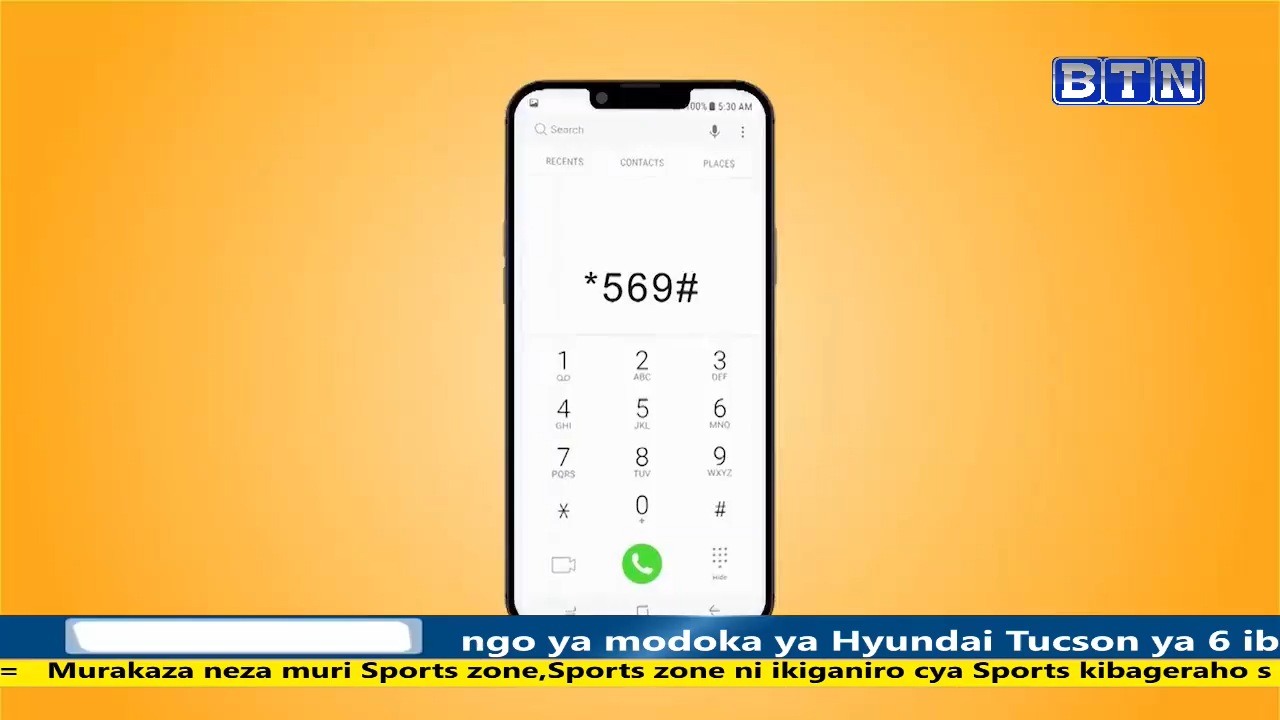 BTN
100% 5:30 AM
Search
RECENTS CONTACTS PLACES
*569#
1 2 3
ABC DEF
4 5 6
GHI JKL MNO
7 8 9
PQRS TUV WXYZ
* 0 #
+
Hide
ngo ya modoka ya Hyundai Tucson ya 6 ib
= Murakaza neza muri Sports zone,Sports zone ni ikiganiro cya Sports kibageraho s